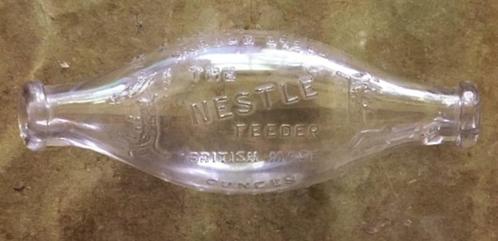 THE
NESTLE
FEEDER
BRITISH MADE
OUNCES